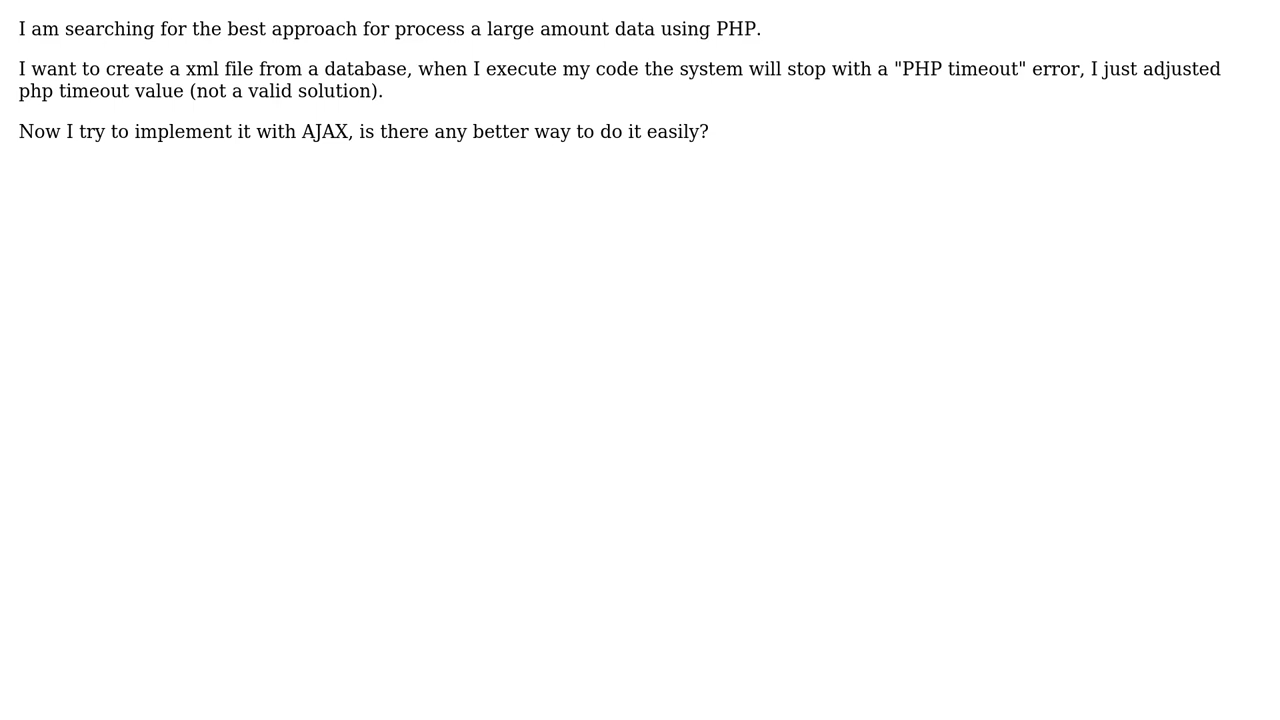 I am searching for the best approach for process a large amount data using PHP.
I want to create a xml file from a database, when I execute my code the system will stop with a "PHP timeout" error, I just adjusted
php timeout value (not a valid solution).
Now I try to implement it with AJAX, is there any better way to do it easily?